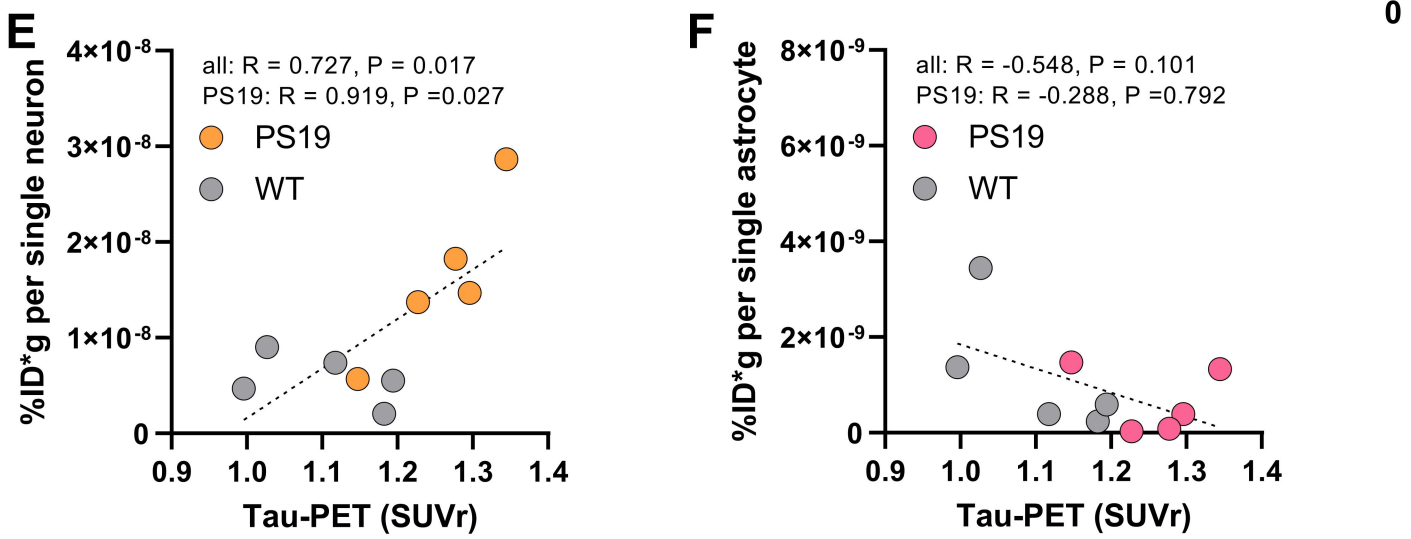 E
%ID*g per single neuron
4×10⁻⁸
3×10⁻⁸
2×10⁻⁸
1×10⁻⁸
0
all: R = 0.727, P = 0.017
PS19: R = 0.919, P =0.027
PS19
WT
0.9 1.0 1.1 1.2 1.3 1.4
Tau-PET (SUVr)
F
%ID*g per single astrocyte
8×10⁻⁹
6×10⁻⁹
4×10⁻⁹
2×10⁻⁹
0
all: R = -0.548, P = 0.101
PS19: R = -0.288, P =0.792
PS19
WT
0.9 1.0 1.1 1.2 1.3 1.4
Tau-PET (SUVr)
0